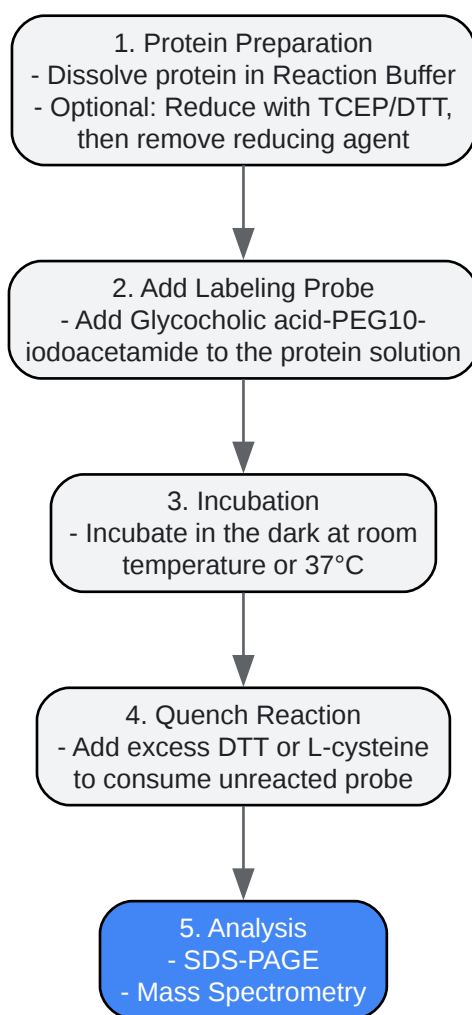 1. Protein Preparation
- Dissolve protein in Reaction Buffer
- Optional: Reduce with TCEP/DTT,
then remove reducing agent
2. Add Labeling Probe
- Add Glycocholic acid-PEG10-
iodoacetamide to the protein solution
3. Incubation
- Incubate in the dark at room
temperature or 37°C
4. Quench Reaction
- Add excess DTT or L-cysteine
to consume unreacted probe
5. Analysis
- SDS-PAGE
- Mass Spectrometry